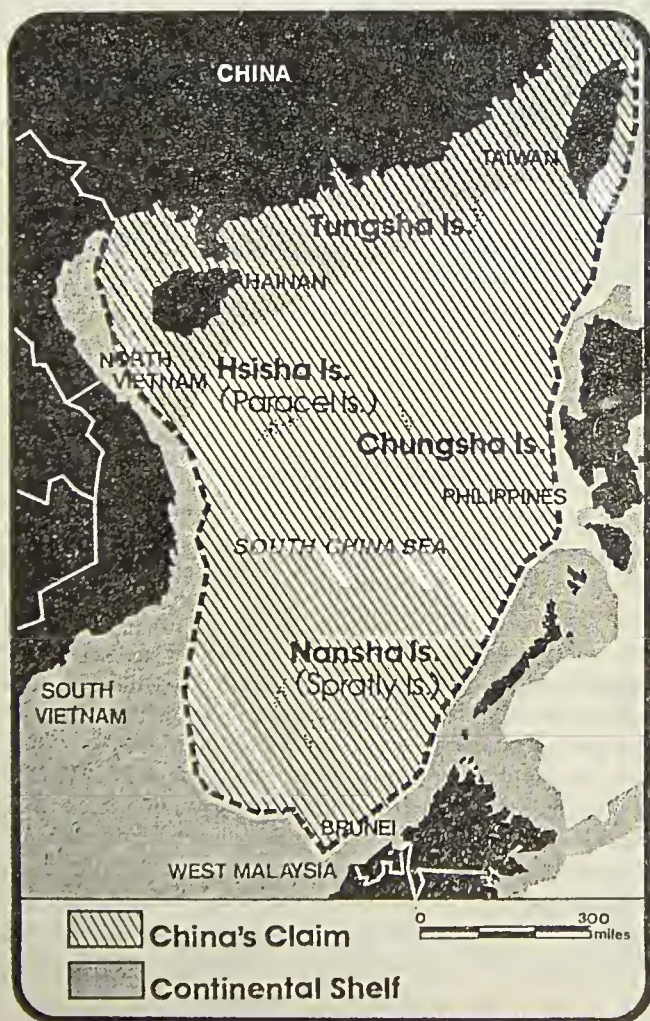 CHINA
TAIWAN
Tungsha Is.
HAINAN
NORTH
VIETNAM
Hsisha Is.
(Paracel Is.)
Chungsha Is.
PHILIPPINES
SOUTH CHINA SEA
Nansha Is.
(Spratly Is.)
SOUTH
VIETNAM
BRUNEI
WEST MALAYSIA
0 300
miles
China's Claim
Continental Shelf